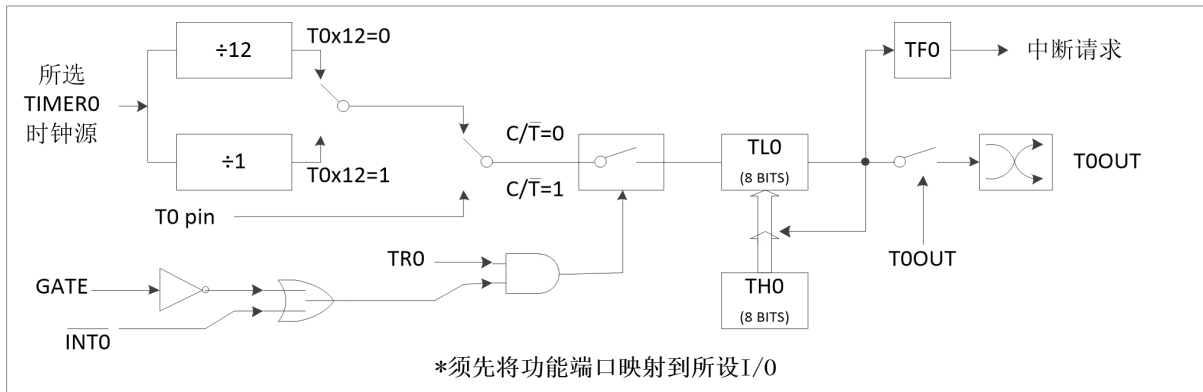 ÷12
T0x12=0
所选
TIMER0
时钟源
÷1
T0x12=1
T0 pin
C/T̅=0
C/T̅=1
TL0
(8 BITS)
TF0
中断请求
T0OUT
T0OUT
TR0
GATE
I̅N̅T̅0̅
TH0
(8 BITS)
*须先将功能端口映射到所设I/0